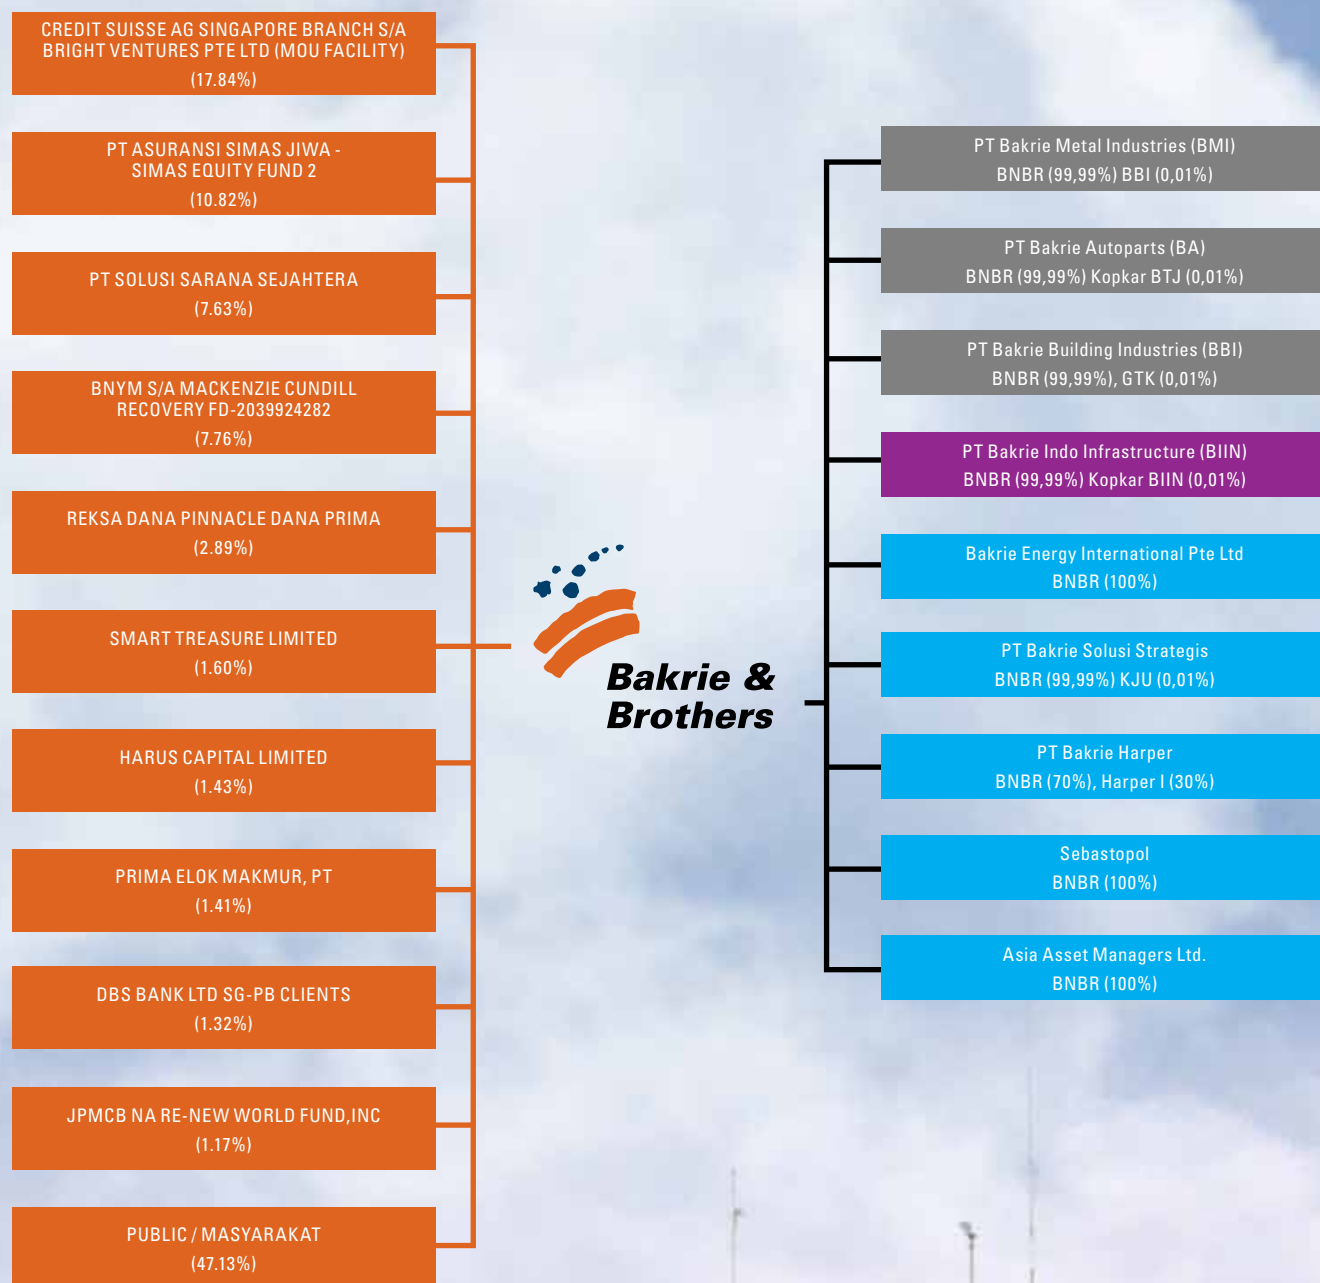 CREDIT SUISSE AG SINGAPORE BRANCH S/A
BRIGHT VENTURES PTE LTD (MOU FACILITY)
(17.84%)
PT ASURANSI SIMAS JIWA -
SIMAS EQUITY FUND 2
(10.82%)
PT SOLUSI SARANA SEJAHTERA
(7.63%)
BNYM S/A MACKENZIE CUNDILL
RECOVERY FD-2039924282
(7.76%)
REKSA DANA PINNACLE DANA PRIMA
(2.89%)
SMART TREASURE LIMITED
(1.60%)
HARUS CAPITAL LIMITED
(1.43%)
PRIMA ELOK MAKMUR, PT
(1.41%)
DBS BANK LTD SG-PB CLIENTS
(1.32%)
JPMCB NA RE-NEW WORLD FUND,INC
(1.17%)
PUBLIC / MASYARAKAT
(47.13%)
Bakrie &
Brothers
PT Bakrie Metal Industries (BMI)
BNBR (99,99%) BBI (0,01%)
PT Bakrie Autoparts (BA)
BNBR (99,99%) Kopkar BTJ (0,01%)
PT Bakrie Building Industries (BBI)
BNBR (99,99%), GTK (0,01%)
PT Bakrie Indo Infrastructure (BIIN)
BNBR (99,99%) Kopkar BIIN (0,01%)
Bakrie Energy International Pte Ltd
BNBR (100%)
PT Bakrie Solusi Strategis
BNBR (99,99%) KJU (0,01%)
PT Bakrie Harper
BNBR (70%), Harper I (30%)
Sebastopol
BNBR (100%)
Asia Asset Managers Ltd.
BNBR (100%)